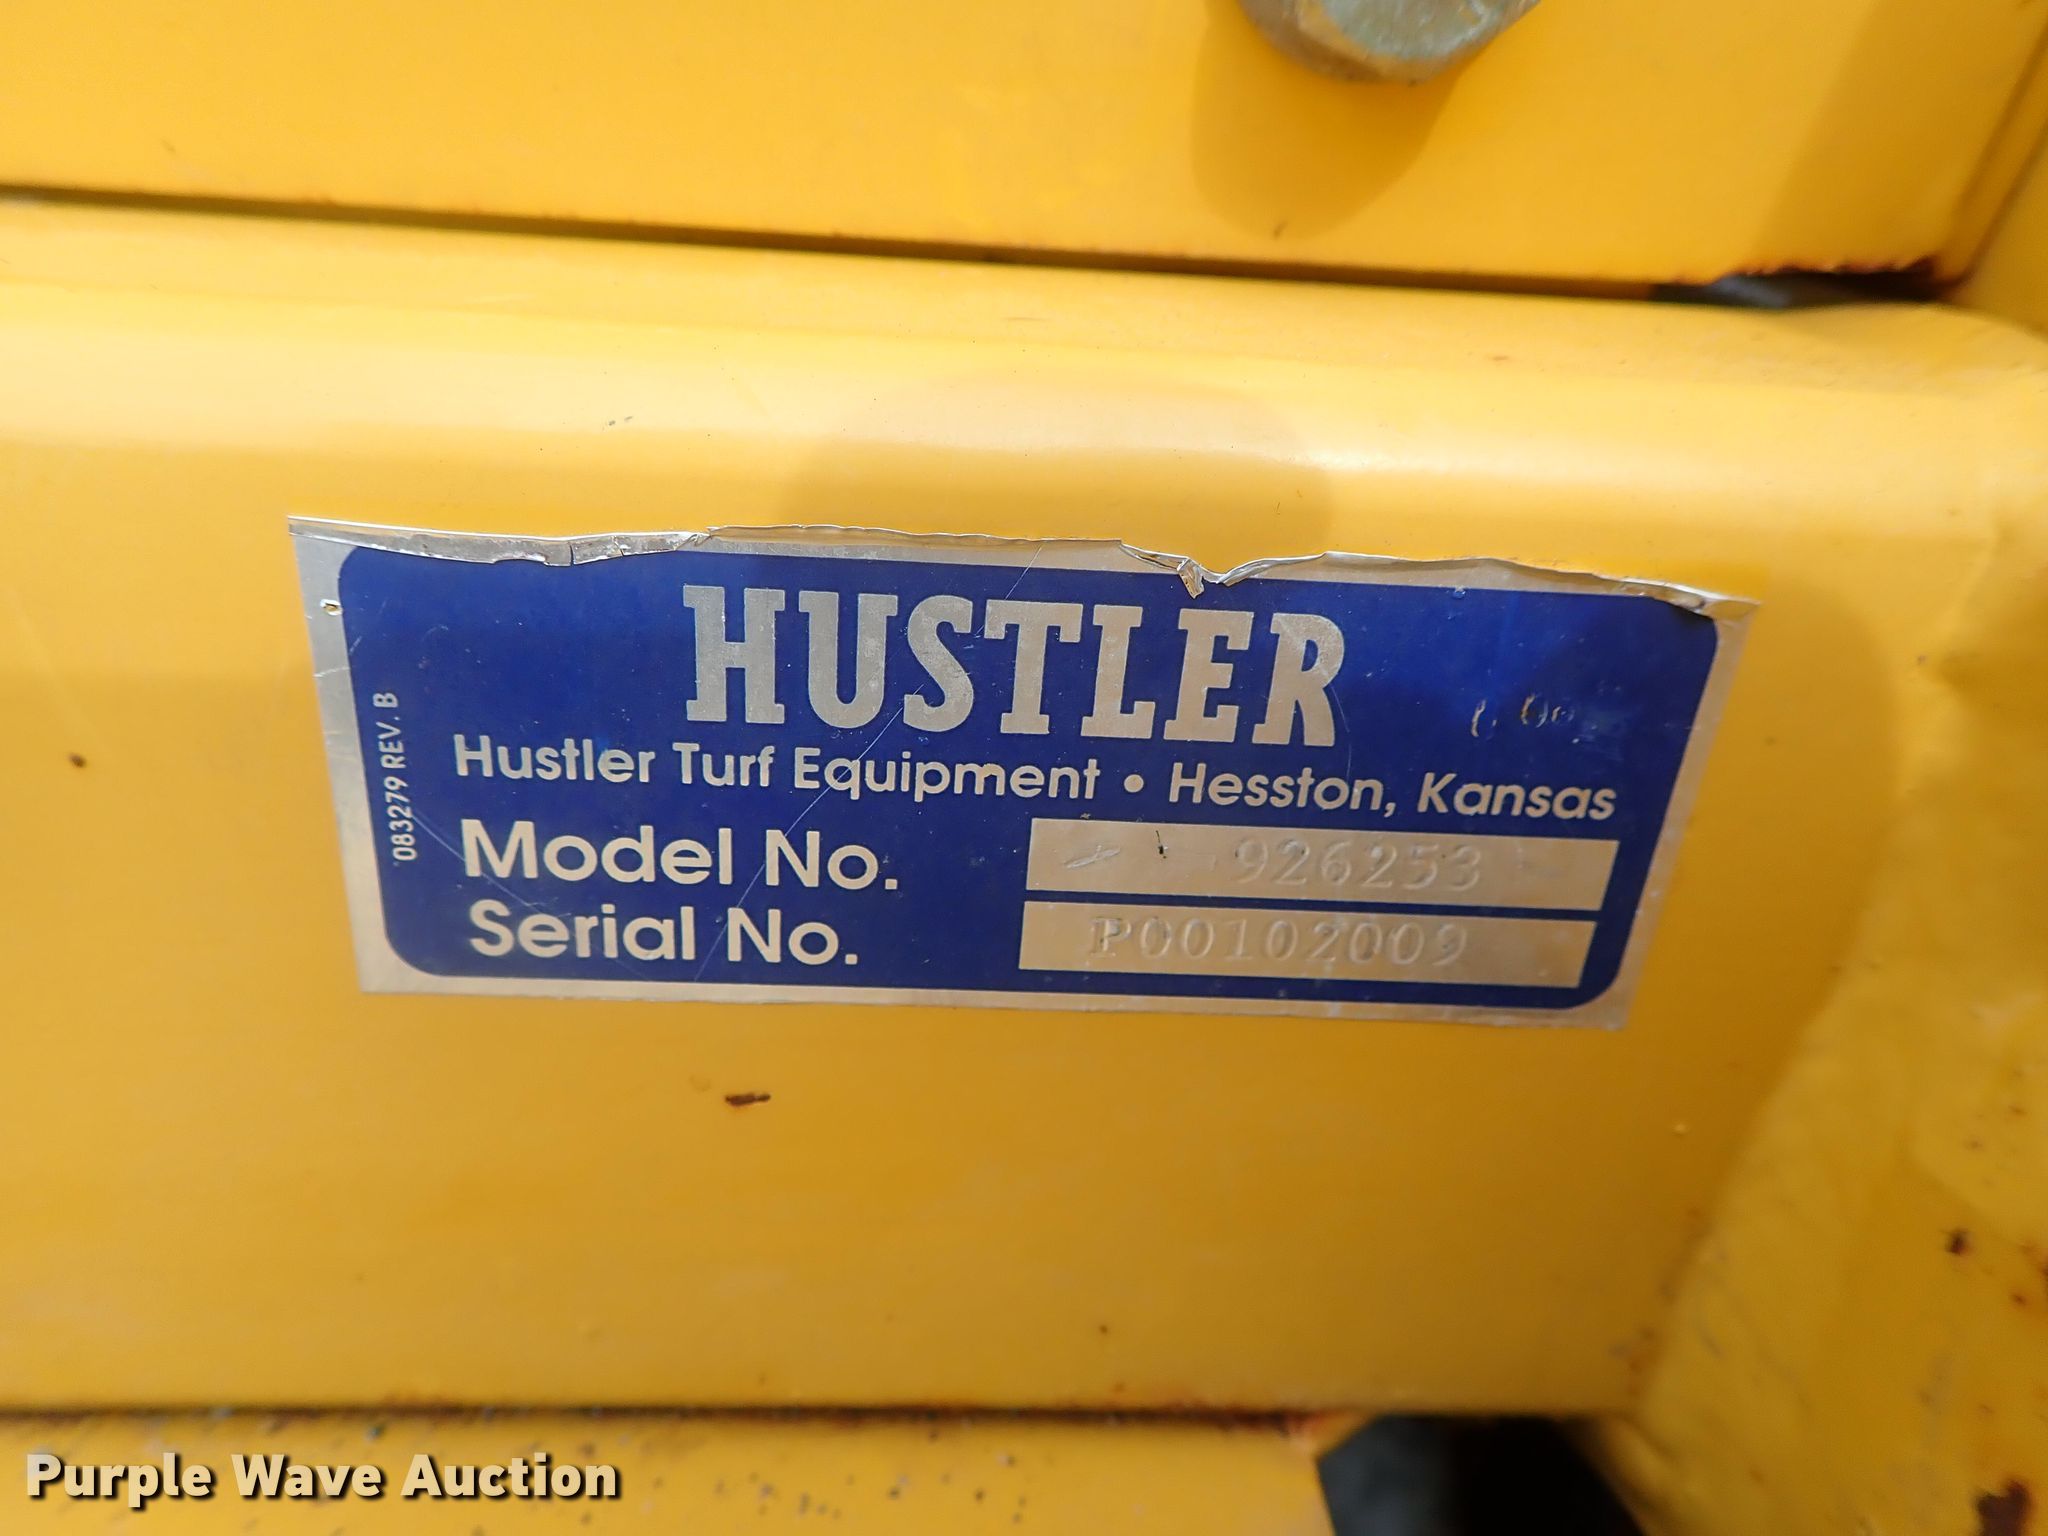 HUSTLER
Hustler Turf Equipment • Hesston, Kansas
Model No. 926253
Serial No. P00102009
083279 REV. B
Purple Wave Auction